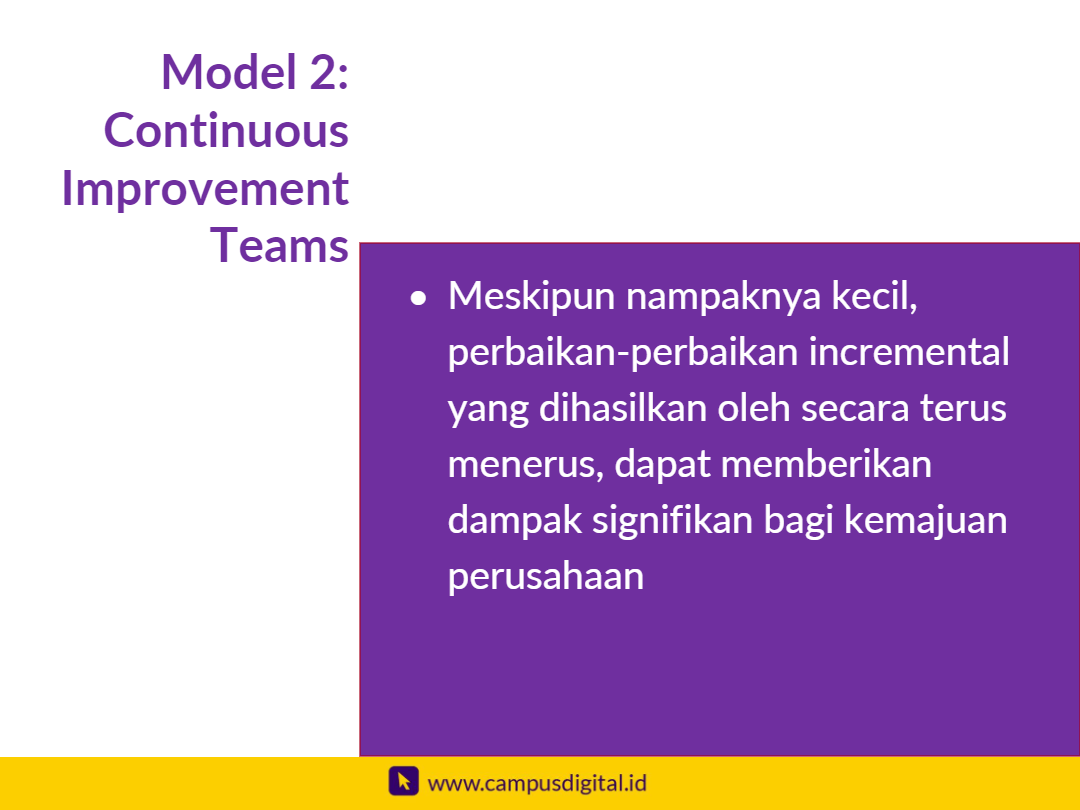 Model 2:
Continuous
Improvement
Teams
• Meskipun nampaknya kecil,
perbaikan-perbaikan incremental
yang dihasilkan oleh secara terus
menerus, dapat memberikan
dampak signifikan bagi kemajuan
perusahaan
www.campusdigital.id